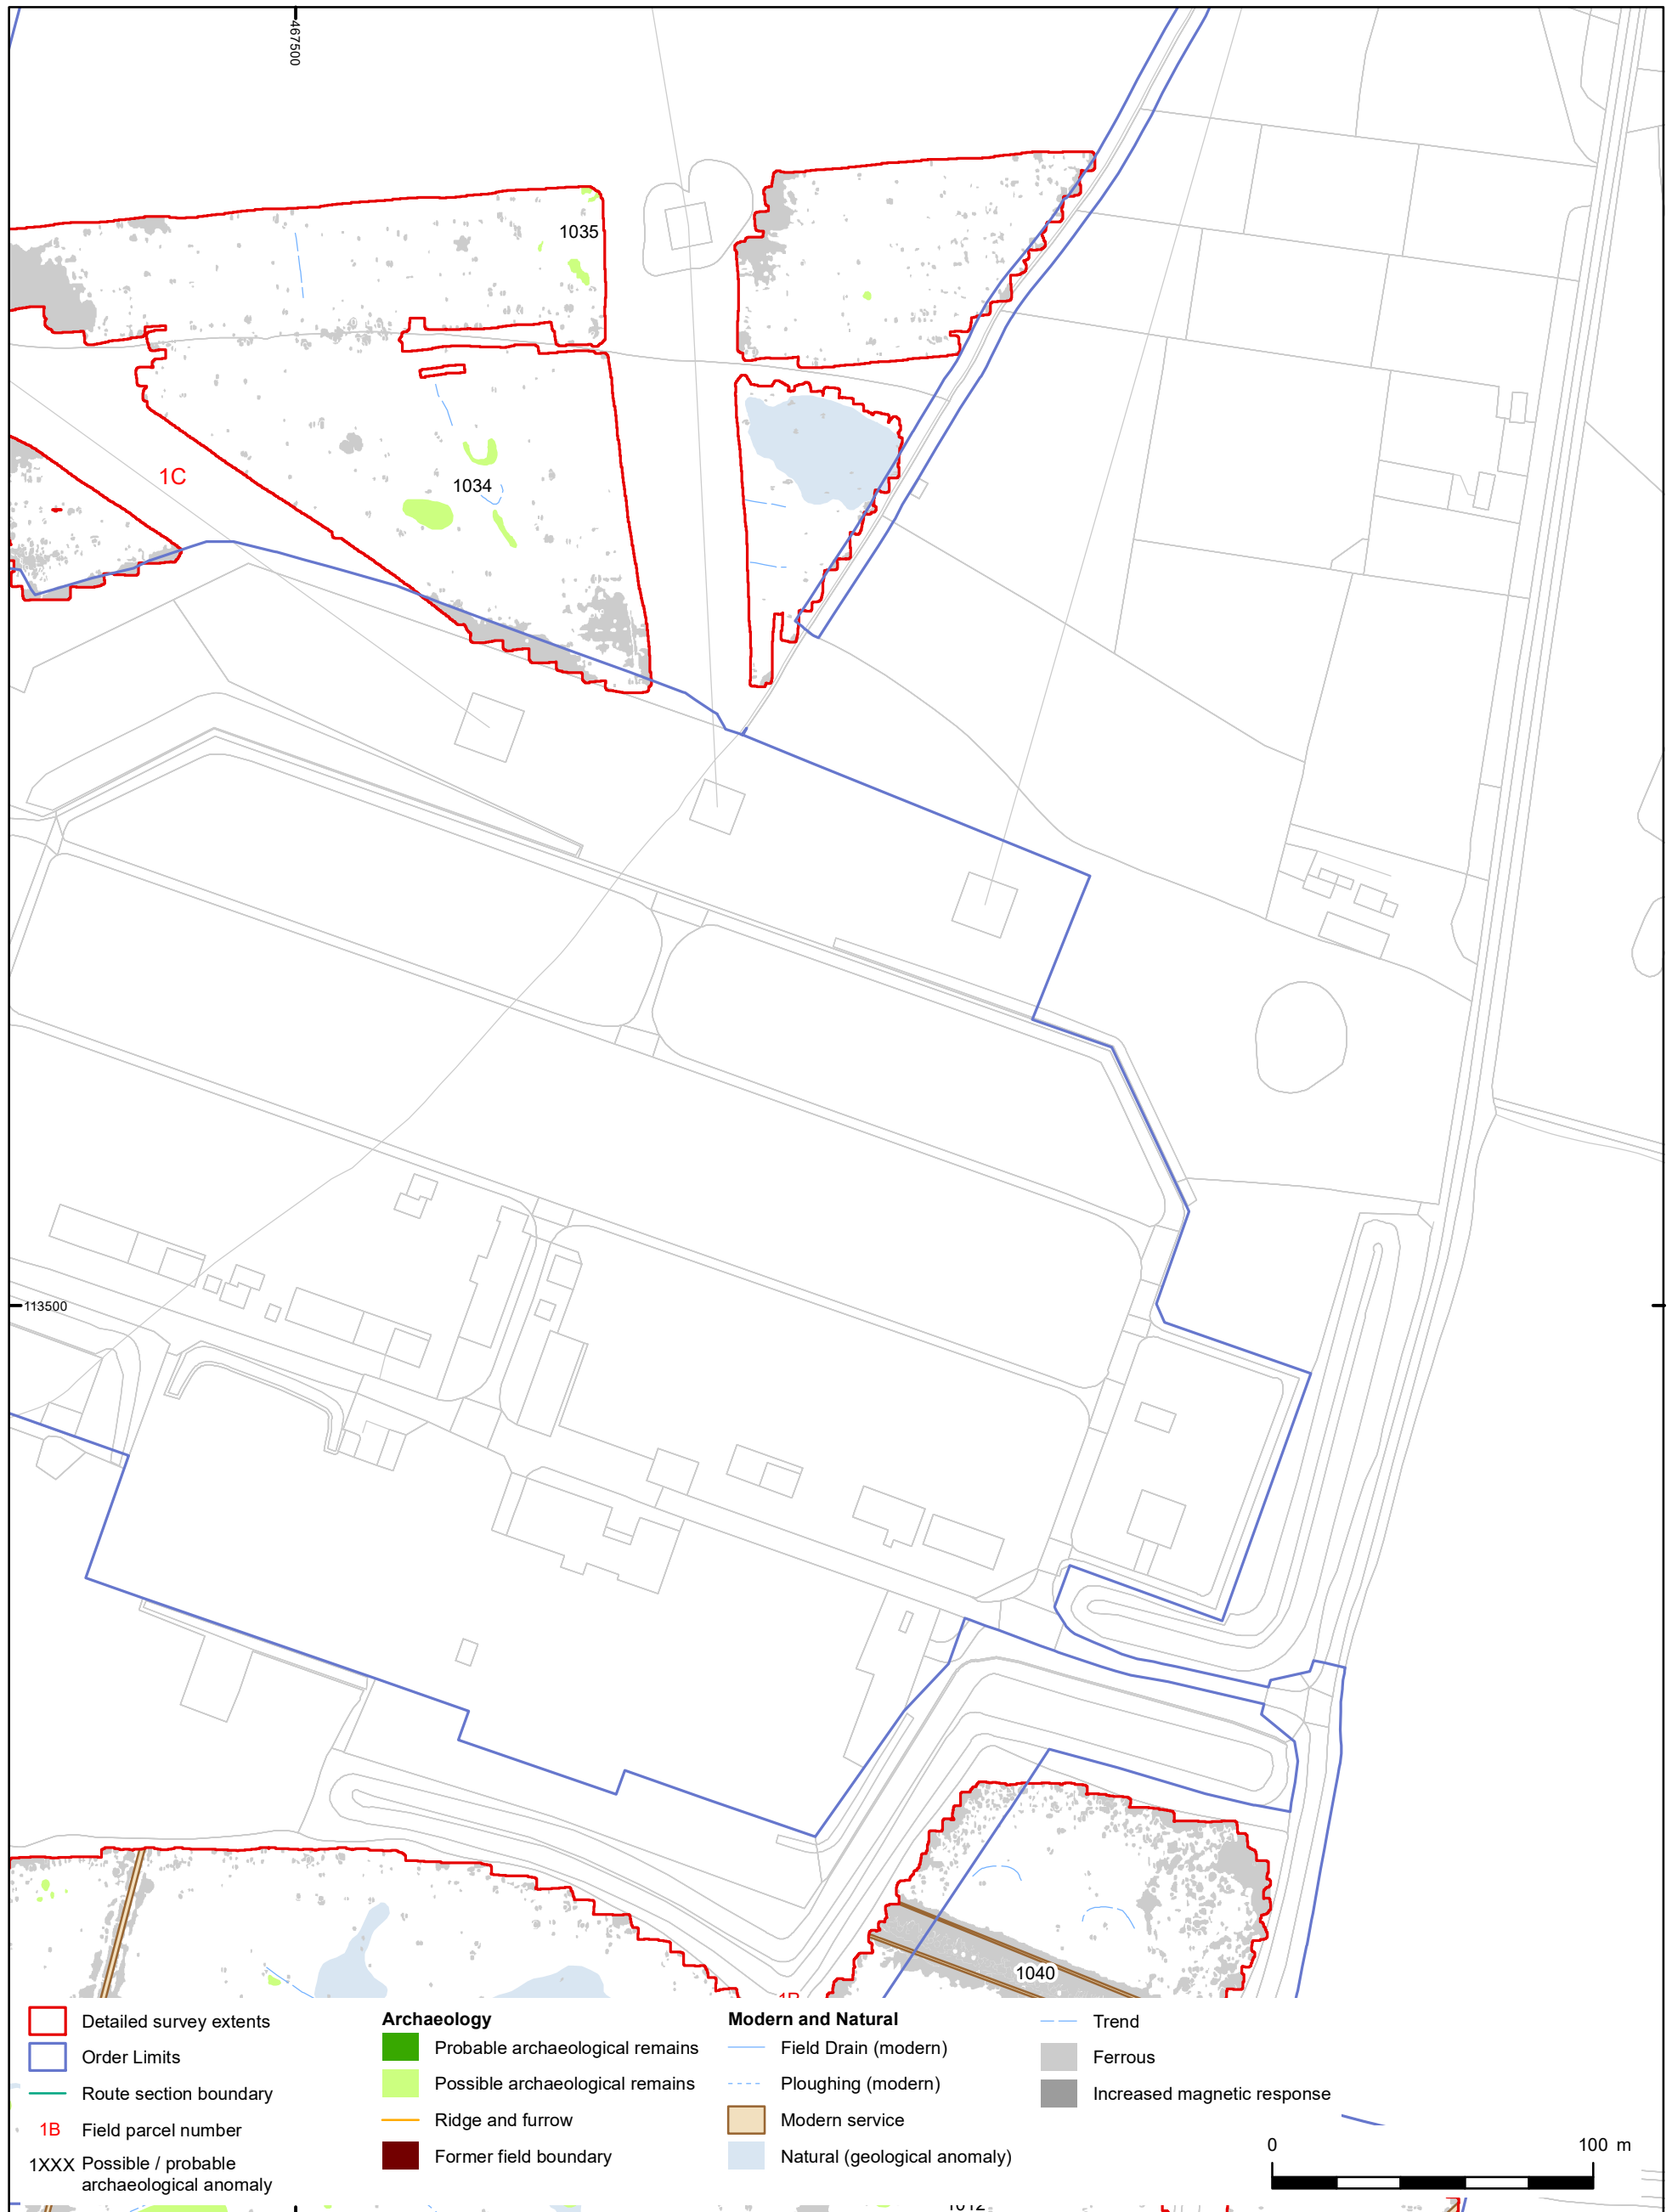 467500
1035
1C
1034
113500
1040
Detailed survey extents
Order Limits
Route section boundary
1B Field parcel number
1XXX Possible / probable
archaeological anomaly
Archaeology
Probable archaeological remains
Possible archaeological remains
Ridge and furrow
Former field boundary
Modern and Natural
Field Drain (modern)
Ploughing (modern)
Modern service
Natural (geological anomaly)
Trend
Ferrous
Increased magnetic response
0 100 m